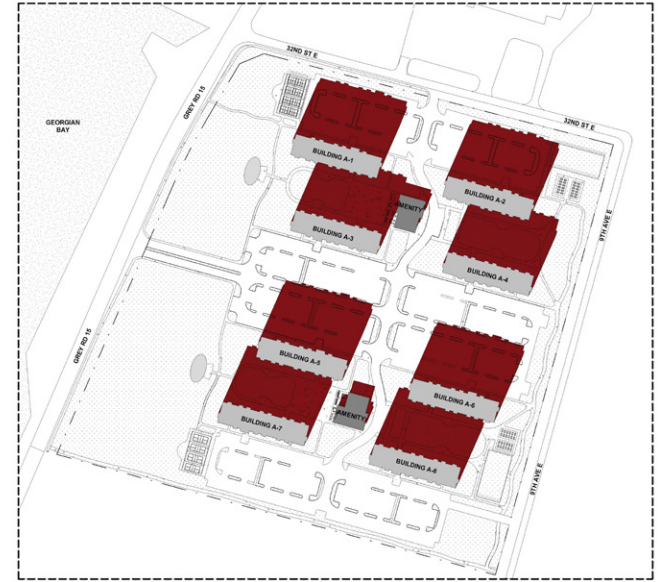 32ND ST E
GREY RD 15
GEORGIAN
BAY
32ND ST E
BUILDING A-1
BUILDING A-2
AMENITY
BUILDING A-3
9TH AVE E
BUILDING A-4
GREY RD 15
BUILDING A-5
BUILDING A-6
AMENITY
BUILDING A-7
BUILDING A-8
9TH AVE E